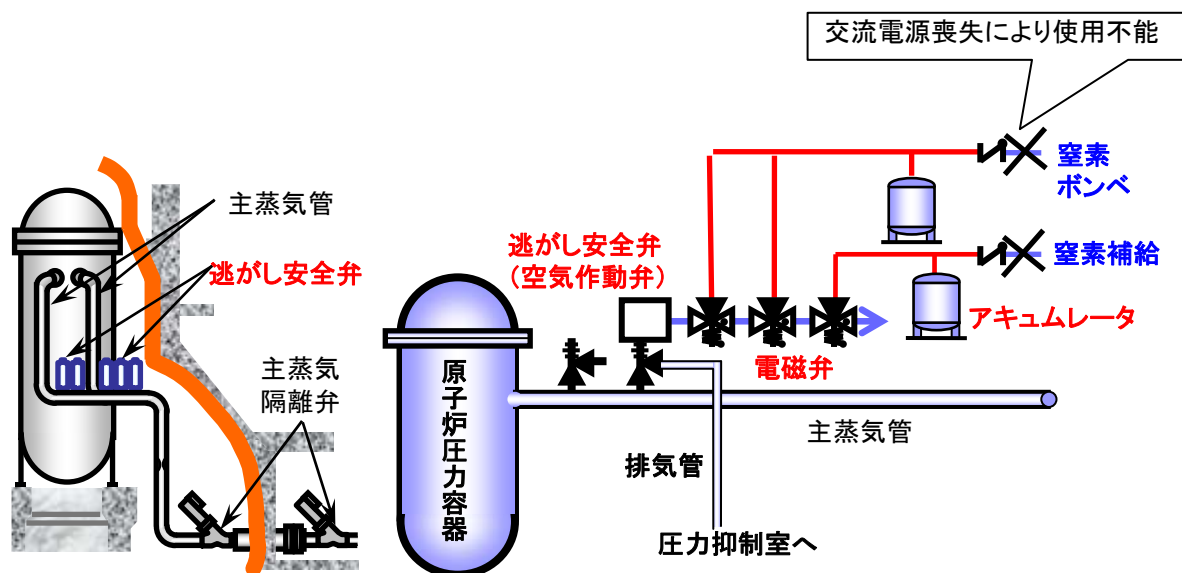 交流電源喪失により使用不能
窒素
ボンベ
主蒸気管
逃がし安全弁
逃がし安全弁
(空気作動弁)
窒素補給
アキュムレータ
電磁弁
主蒸気
隔離弁
原子炉圧力容器
主蒸気管
排気管
圧力抑制室へ